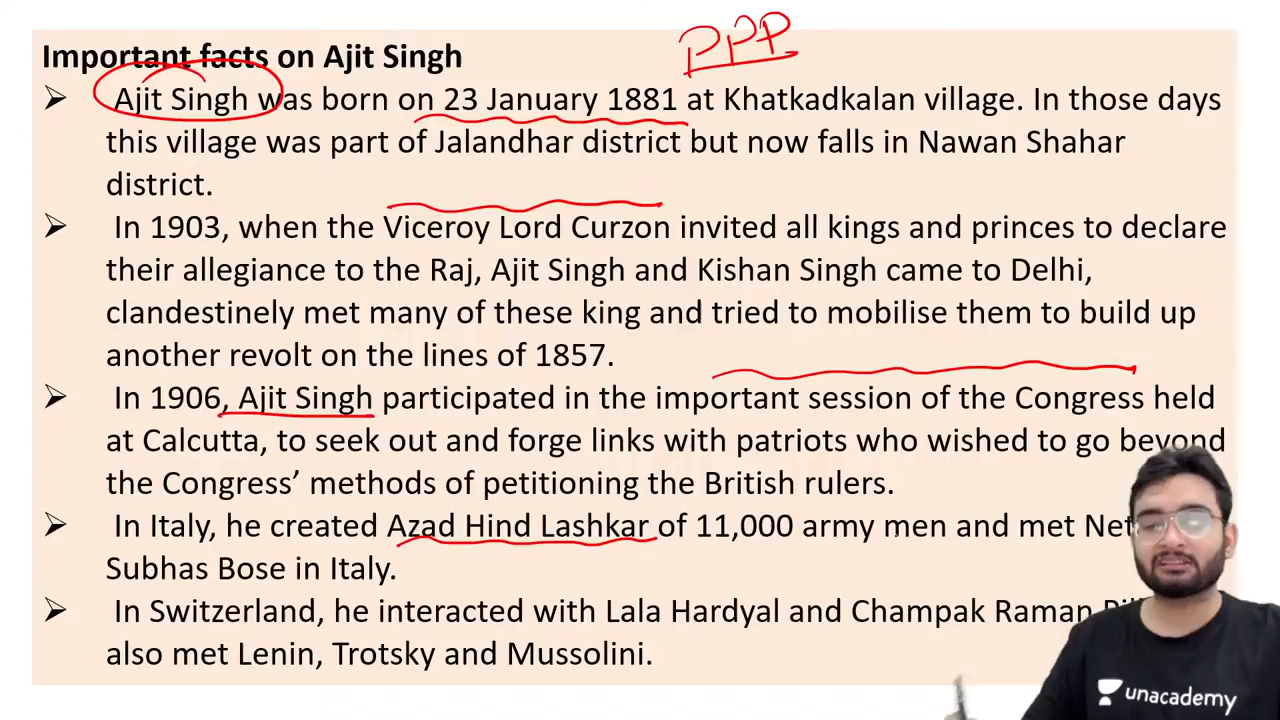 PPP
Important facts on Ajit Singh
➢ Ajit Singh was born on 23 January 1881 at Khatkadkalan village. In those days
this village was part of Jalandhar district but now falls in Nawan Shahar
district.
➢ In 1903, when the Viceroy Lord Curzon invited all kings and princes to declare
their allegiance to the Raj, Ajit Singh and Kishan Singh came to Delhi,
clandestinely met many of these king and tried to mobilise them to build up
another revolt on the lines of 1857.
➢ In 1906, Ajit Singh participated in the important session of the Congress held
at Calcutta, to seek out and forge links with patriots who wished to go beyond
the Congress’ methods of petitioning the British rulers.
➢ In Italy, he created Azad Hind Lashkar of 11,000 army men and met
Subhas Bose in Italy.
➢ In Switzerland, he interacted with Lala Hardyal and Champak Raman
also met Lenin, Trotsky and Mussolini.
unacademy